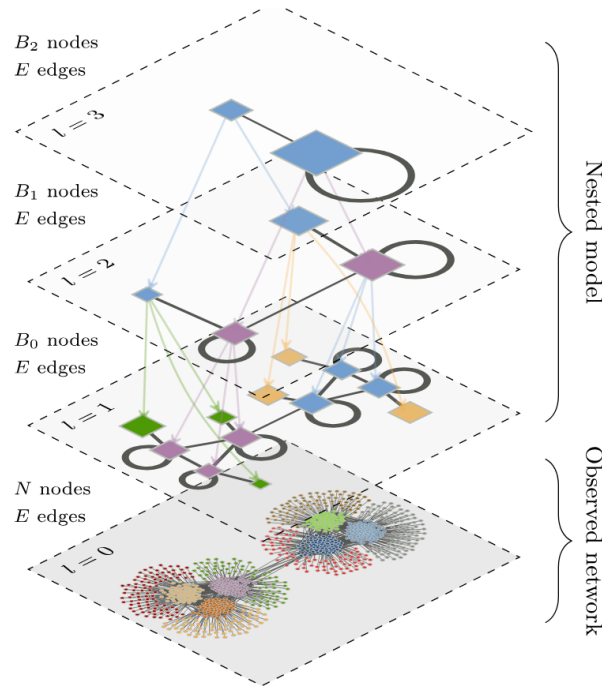 B₂ nodes
E edges
l = 3
B₁ nodes
E edges
l = 2
B₀ nodes
E edges
l = 1
N nodes
E edges
l = 0
Nested model
Observed network